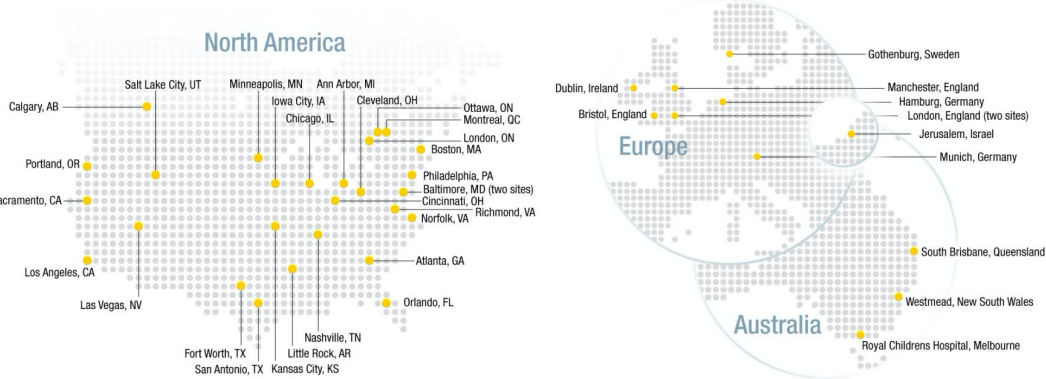 North America
Salt Lake City, UT
Minneapolis, MN
Ann Arbor, MI
Calgary, AB
Iowa City, IA
Cleveland, OH
Chicago, IL
Ottawa, ON
Montreal, QC
London, ON
Boston, MA
Portland, OR
Philadelphia, PA
Baltimore, MD (two sites)
Cincinnati, OH
acramento, CA
Richmond, VA
Norfolk, VA
Los Angeles, CA
Atlanta, GA
Las Vegas, NV
Orlando, FL
Nashville, TN
Fort Worth, TX
Little Rock, AR
San Antonio, TX
Kansas City, KS
Gothenburg, Sweden
Dublin, Ireland
Manchester, England
Hamburg, Germany
Bristol, England
London, England (two sites)
Jerusalem, Israel
Europe
Munich, Germany
South Brisbane, Queensland
Westmead, New South Wales
Australia
Royal Childrens Hospital, Melbourne